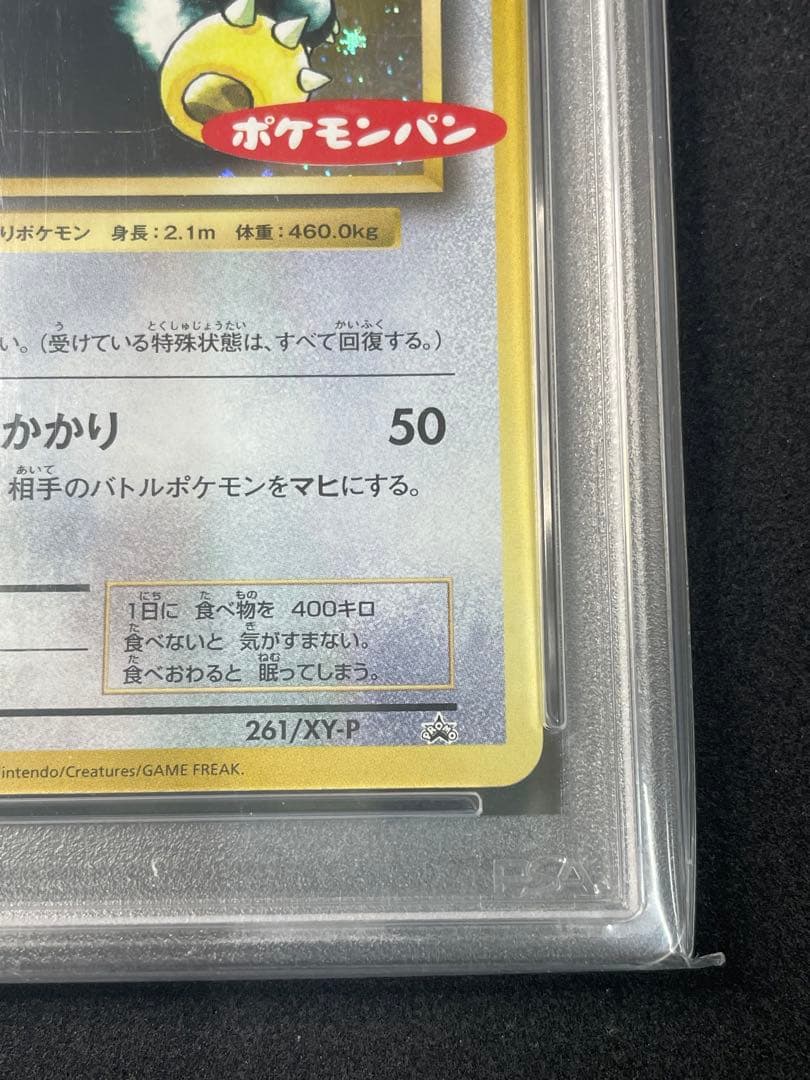 ポケモンパン
りポケモン 身長:2.1m 体重:460.0kg
い。(受けている特殊状態は、すべて回復する。)
かかり 50
相手のバトルポケモンをマヒにする。
1日に 食べ物を 400キロ
食べないと 気がすまない。
食べおわると 眠ってしまう。
261/XY-P PROMO
intendo/Creatures/GAME FREAK.
PSA